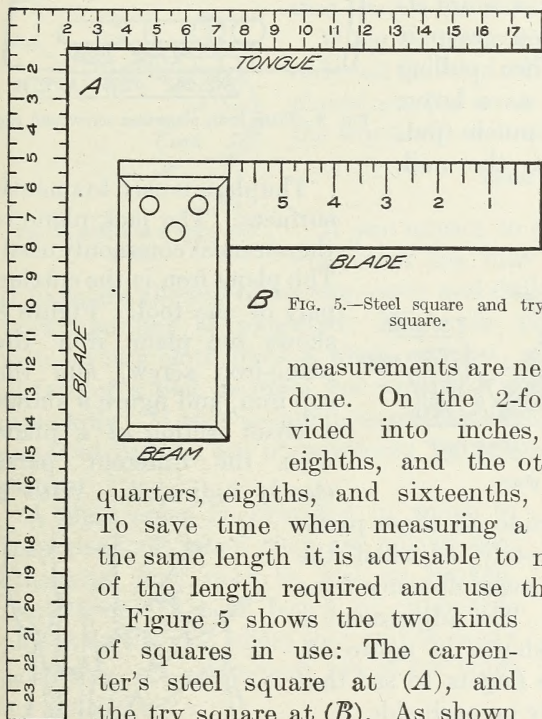 1 2 3 4 5 6 7 8 9 10 11 12 13 14 15 16 17
TONGUE
A
2 3 4 5 6 7 8 9 10 11 12 13 14 15 16 17 18 19 20 21 22 23
BLADE
5 4 3 2 1
BLADE
BEAM
B
FIG. 5.—Steel square and try
square.
measurements are ne
done. On the 2-fo
vided into inches,
eighths, and the ot
quarters, eighths, and sixteenths,
To save time when measuring a
the same length it is advisable to
of the length required and use th
Figure 5 shows the two kinds
of squares in use: The carpen-
ter's steel square at (A), and
the try square at (B). As shown